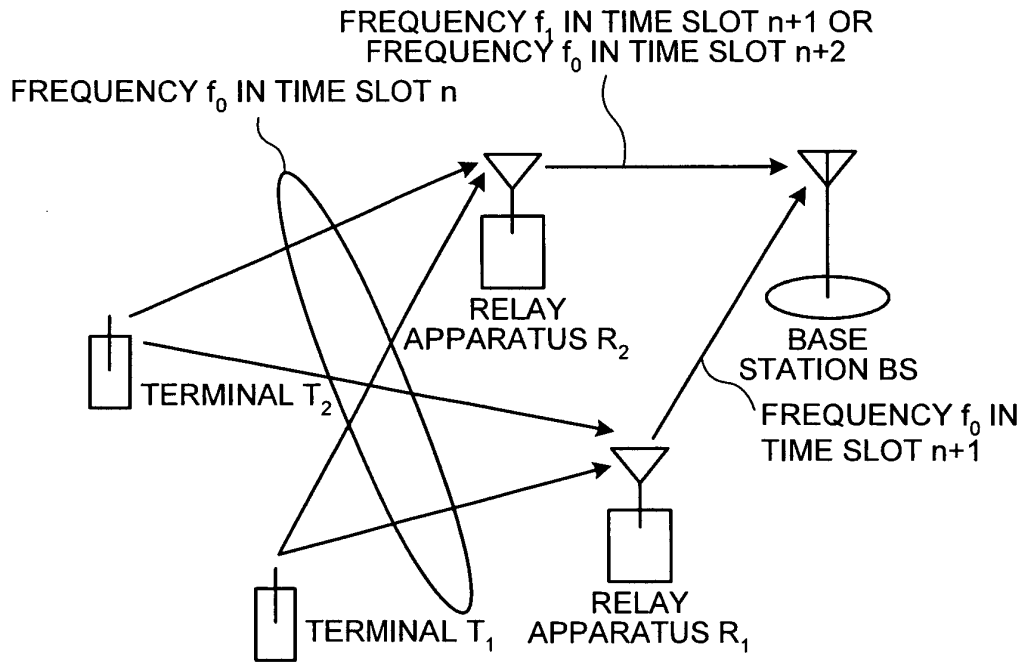 FREQUENCY f₁ IN TIME SLOT n+1 OR
FREQUENCY f₀ IN TIME SLOT n+2
FREQUENCY f₀ IN TIME SLOT n
RELAY
APPARATUS R₂
BASE
STATION BS
TERMINAL T₂
FREQUENCY f₀ IN
TIME SLOT n+1
RELAY
APPARATUS R₁
TERMINAL T₁